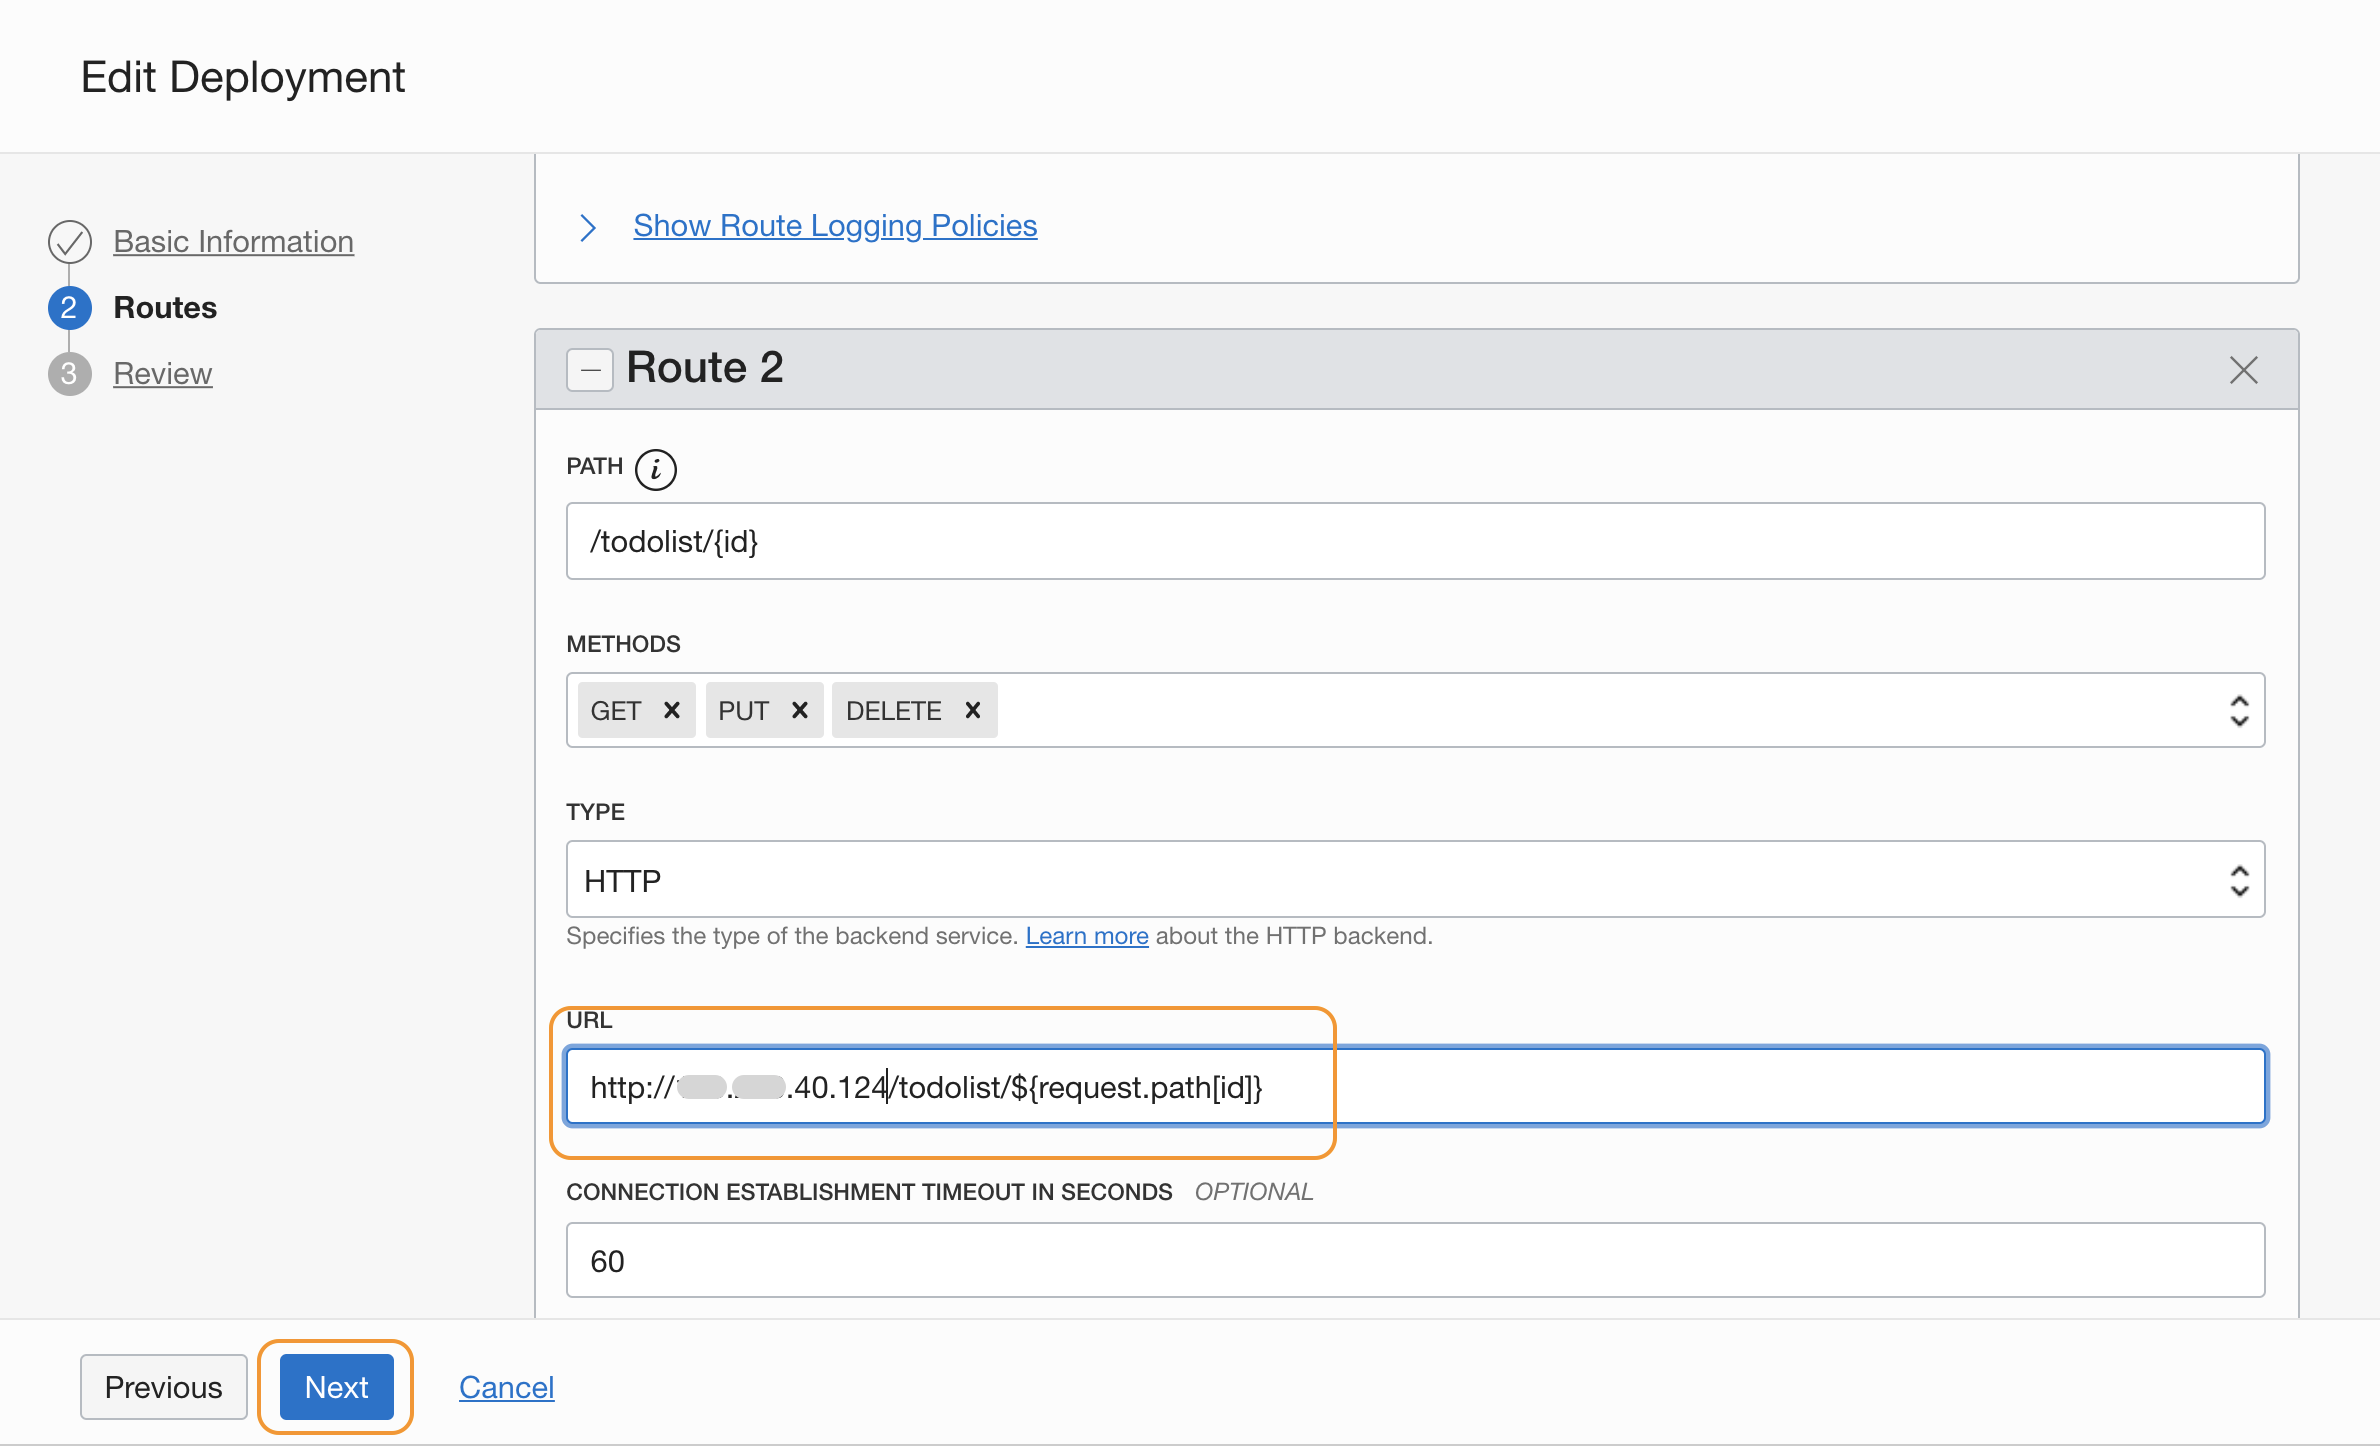 Edit Deployment
Basic Information
2 Routes
3 Review
Show Route Logging Policies
Route 2
PATH i
/todolist/{id}
METHODS
GET PUT DELETE
TYPE
HTTP
Specifies the type of the backend service. Learn more about the HTTP backend.
URL
http:// . .40.124/todolist/${request.path[id]}
CONNECTION ESTABLISHMENT TIMEOUT IN SECONDS OPTIONAL
60
Previous Next Cancel